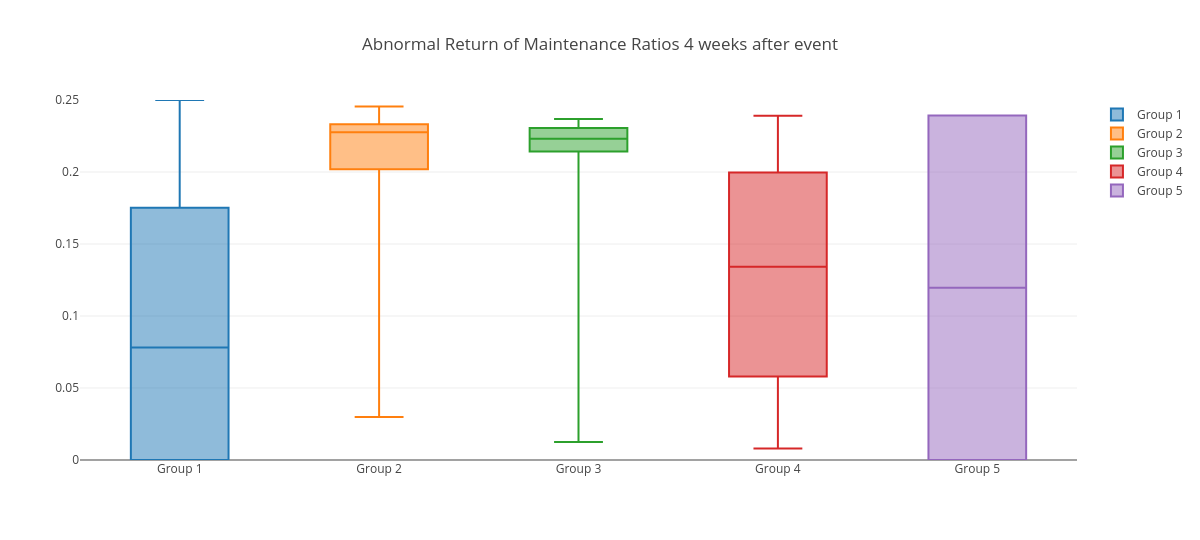 Abnormal Return of Maintenance Ratios 4 weeks after event
0.25
0.2
0.15
0.1
0.05
0
Group 1
Group 2
Group 3
Group 4
Group 5
Group 1
Group 2
Group 3
Group 4
Group 5